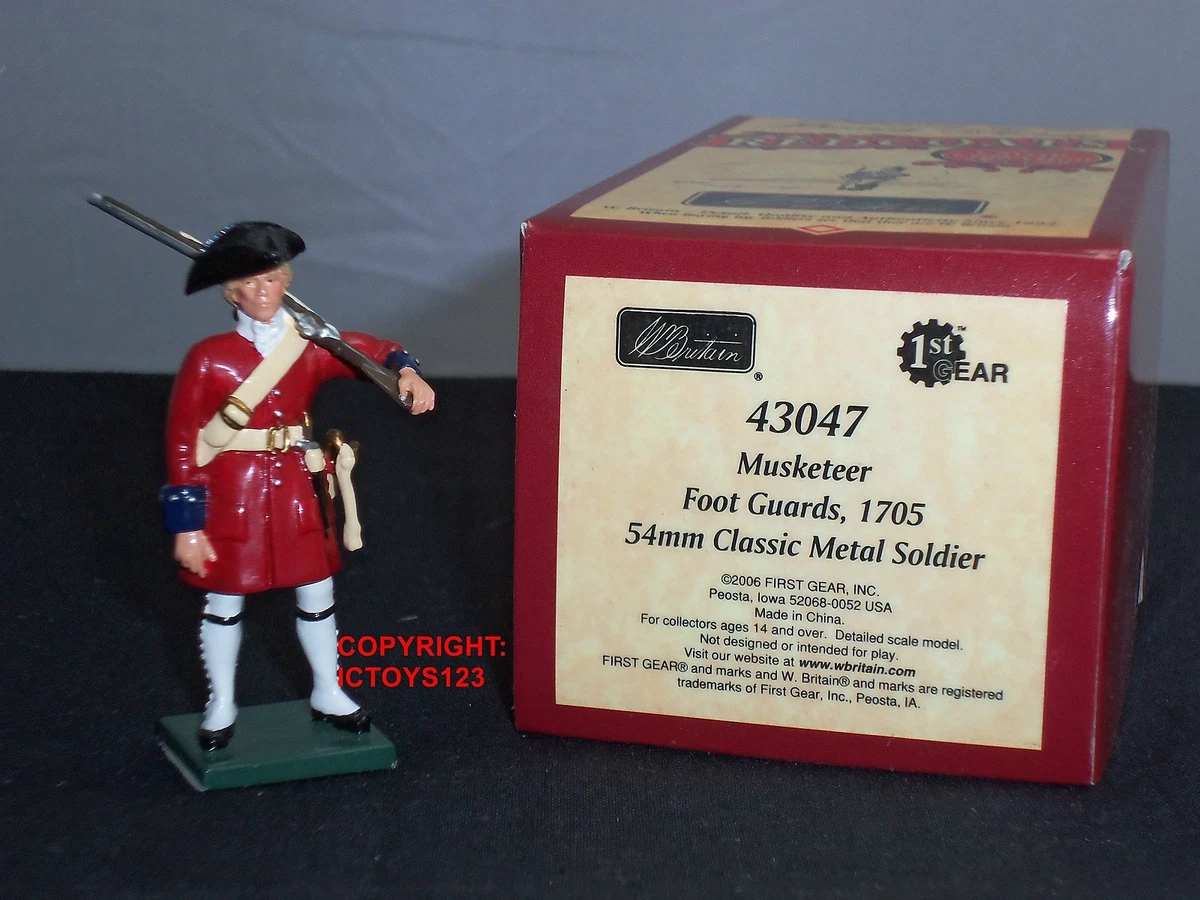 REDCOATS
W Britain
®
1st
GEAR
™
43047
Musketeer
Foot Guards, 1705
54mm Classic Metal Soldier
©2006 FIRST GEAR, INC.
Peosta, Iowa 52068-0052 USA
Made in China.
For collectors ages 14 and over. Detailed scale model.
Not designed or intended for play.
Visit our website at www.wbritain.com
FIRST GEAR® and marks and W. Britain® and marks are registered
trademarks of First Gear, Inc., Peosta, IA.
COPYRIGHT:
ICTOYS123